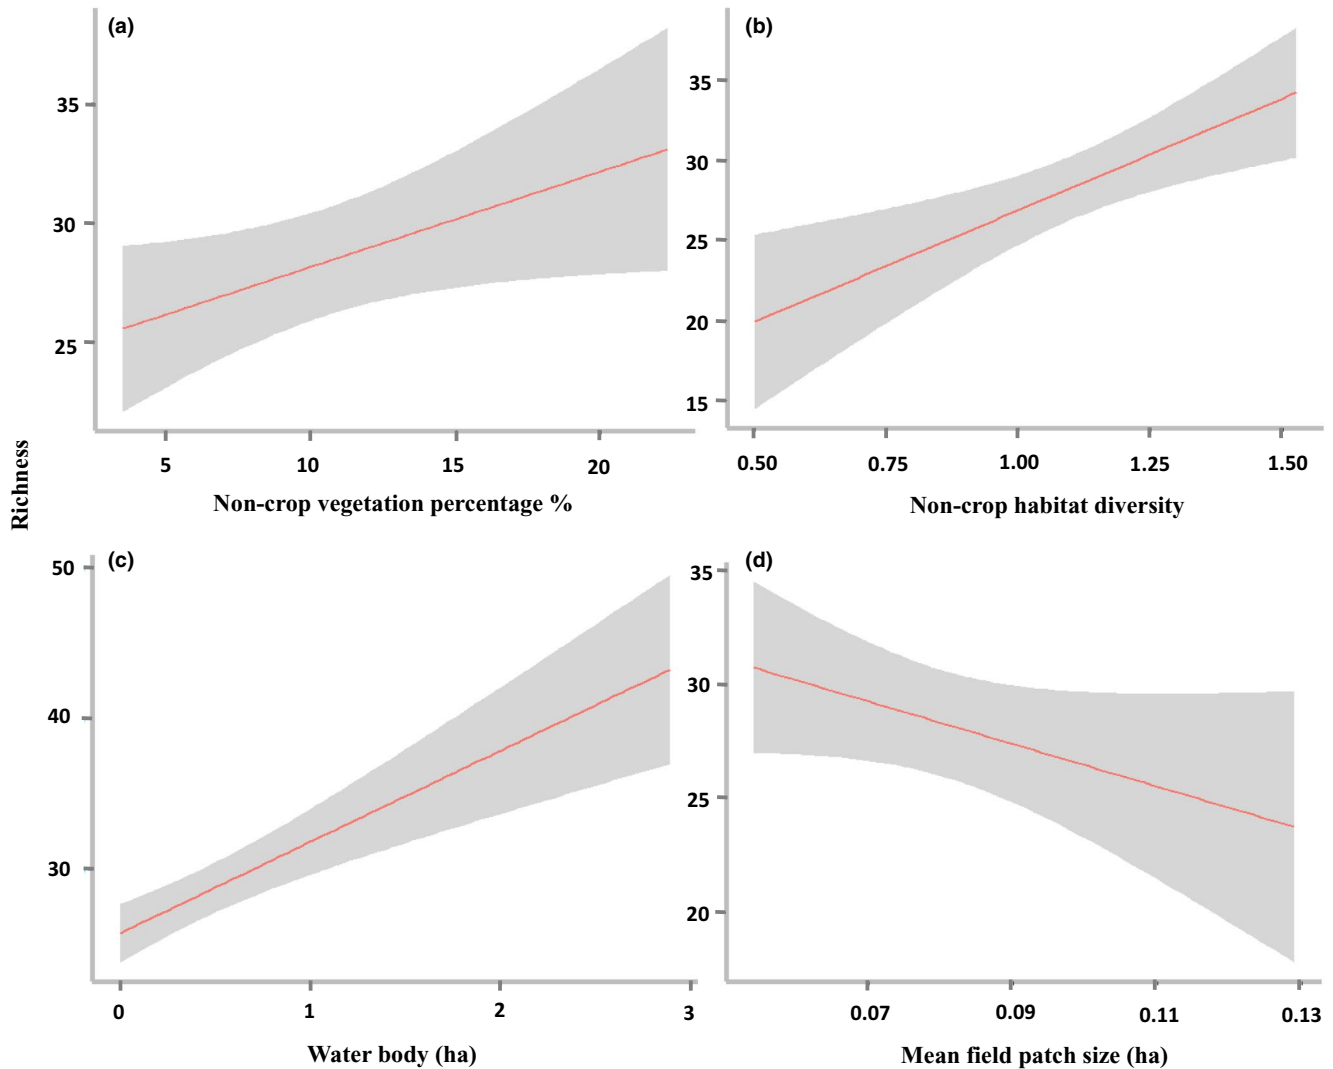 Richness
(a)
35
30
25
5 10 15 20
Non-crop vegetation percentage %
(b)
35
30
25
20
15
0.50 0.75 1.00 1.25 1.50
Non-crop habitat diversity
(c)
50
40
30
0 1 2 3
Water body (ha)
(d)
35
30
25
20
0.07 0.09 0.11 0.13
Mean field patch size (ha)